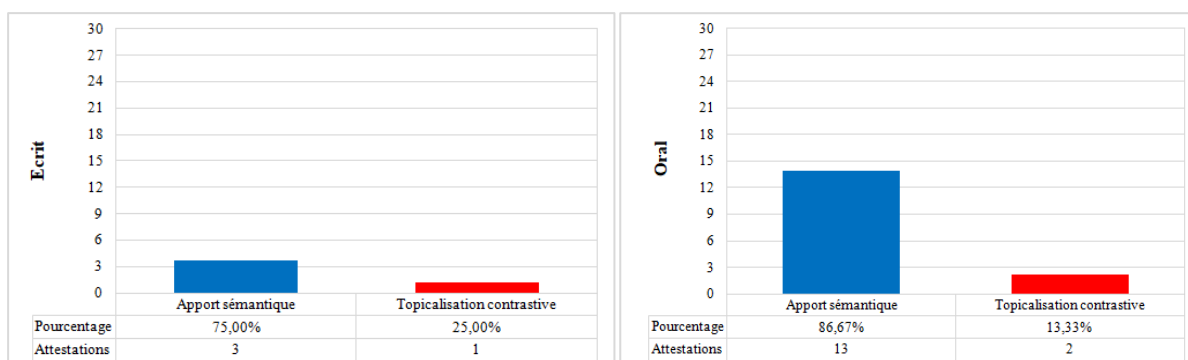 Ecrit
30
27
24
21
18
15
12
9
6
3
0
Apport sémantique Topicalisation contrastive
Pourcentage 75,00% 25,00%
Attestations 3 1
Oral
30
27
24
21
18
15
12
9
6
3
0
Apport sémantique Topicalisation contrastive
Pourcentage 86,67% 13,33%
Attestations 13 2